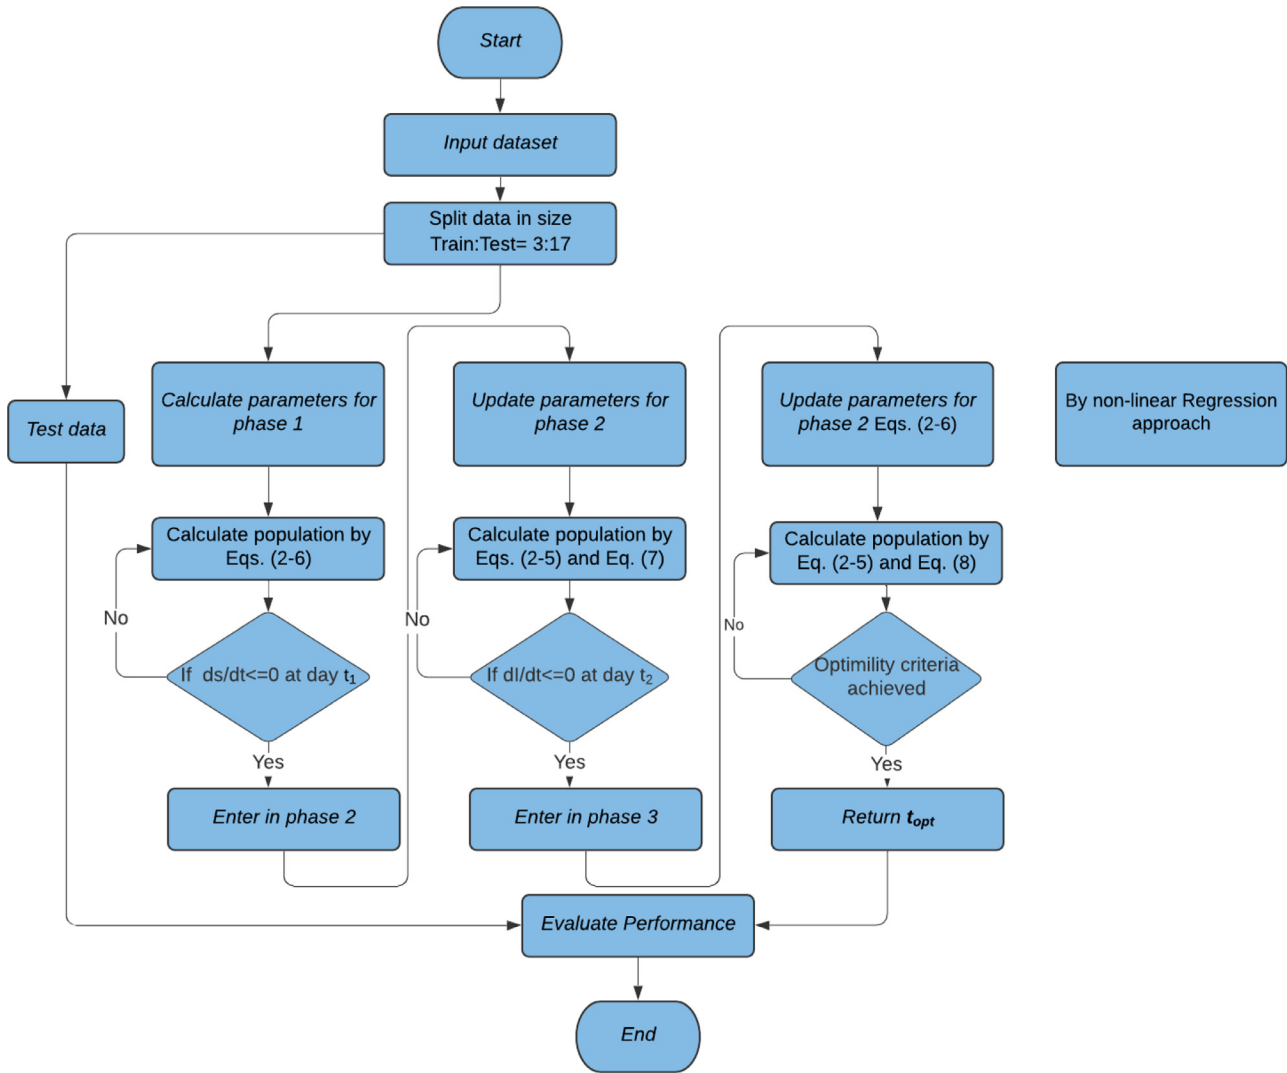 Start
Input dataset
Split data in size
Train:Test= 3:17
Test data
Calculate parameters for
phase 1
Calculate population by
Eqs. (2-6)
No
If ds/dt<=0 at day t1
Yes
Enter in phase 2
Update parameters for
phase 2
Calculate population by
Eqs. (2-5) and Eq. (7)
No
If dI/dt<=0 at day t2
Yes
Enter in phase 3
Update parameters for
phase 2 Eqs. (2-6)
Calculate population by
Eq. (2-5) and Eq. (8)
No
Optimility criteria
achieved
Yes
Return topt
By non-linear Regression
approach
Evaluate Performance
End